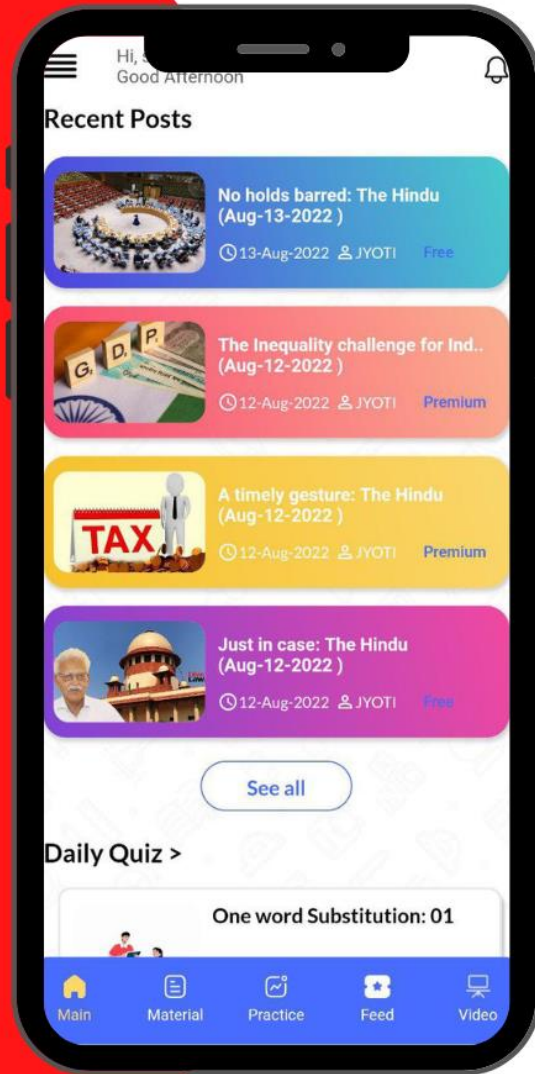 Hi,
Good Afternoon
Recent Posts
No holds barred: The Hindu
(Aug-13-2022 )
13-Aug-2022 JYOTI Free
GDP
The Inequality challenge for Ind..
(Aug-12-2022 )
12-Aug-2022 JYOTI Premium
TAX
A timely gesture: The Hindu
(Aug-12-2022 )
12-Aug-2022 JYOTI Premium
Just in case: The Hindu
(Aug-12-2022 )
12-Aug-2022 JYOTI Free
See all
Daily Quiz >
One word Substitution: 01
Main Material Practice Feed Video